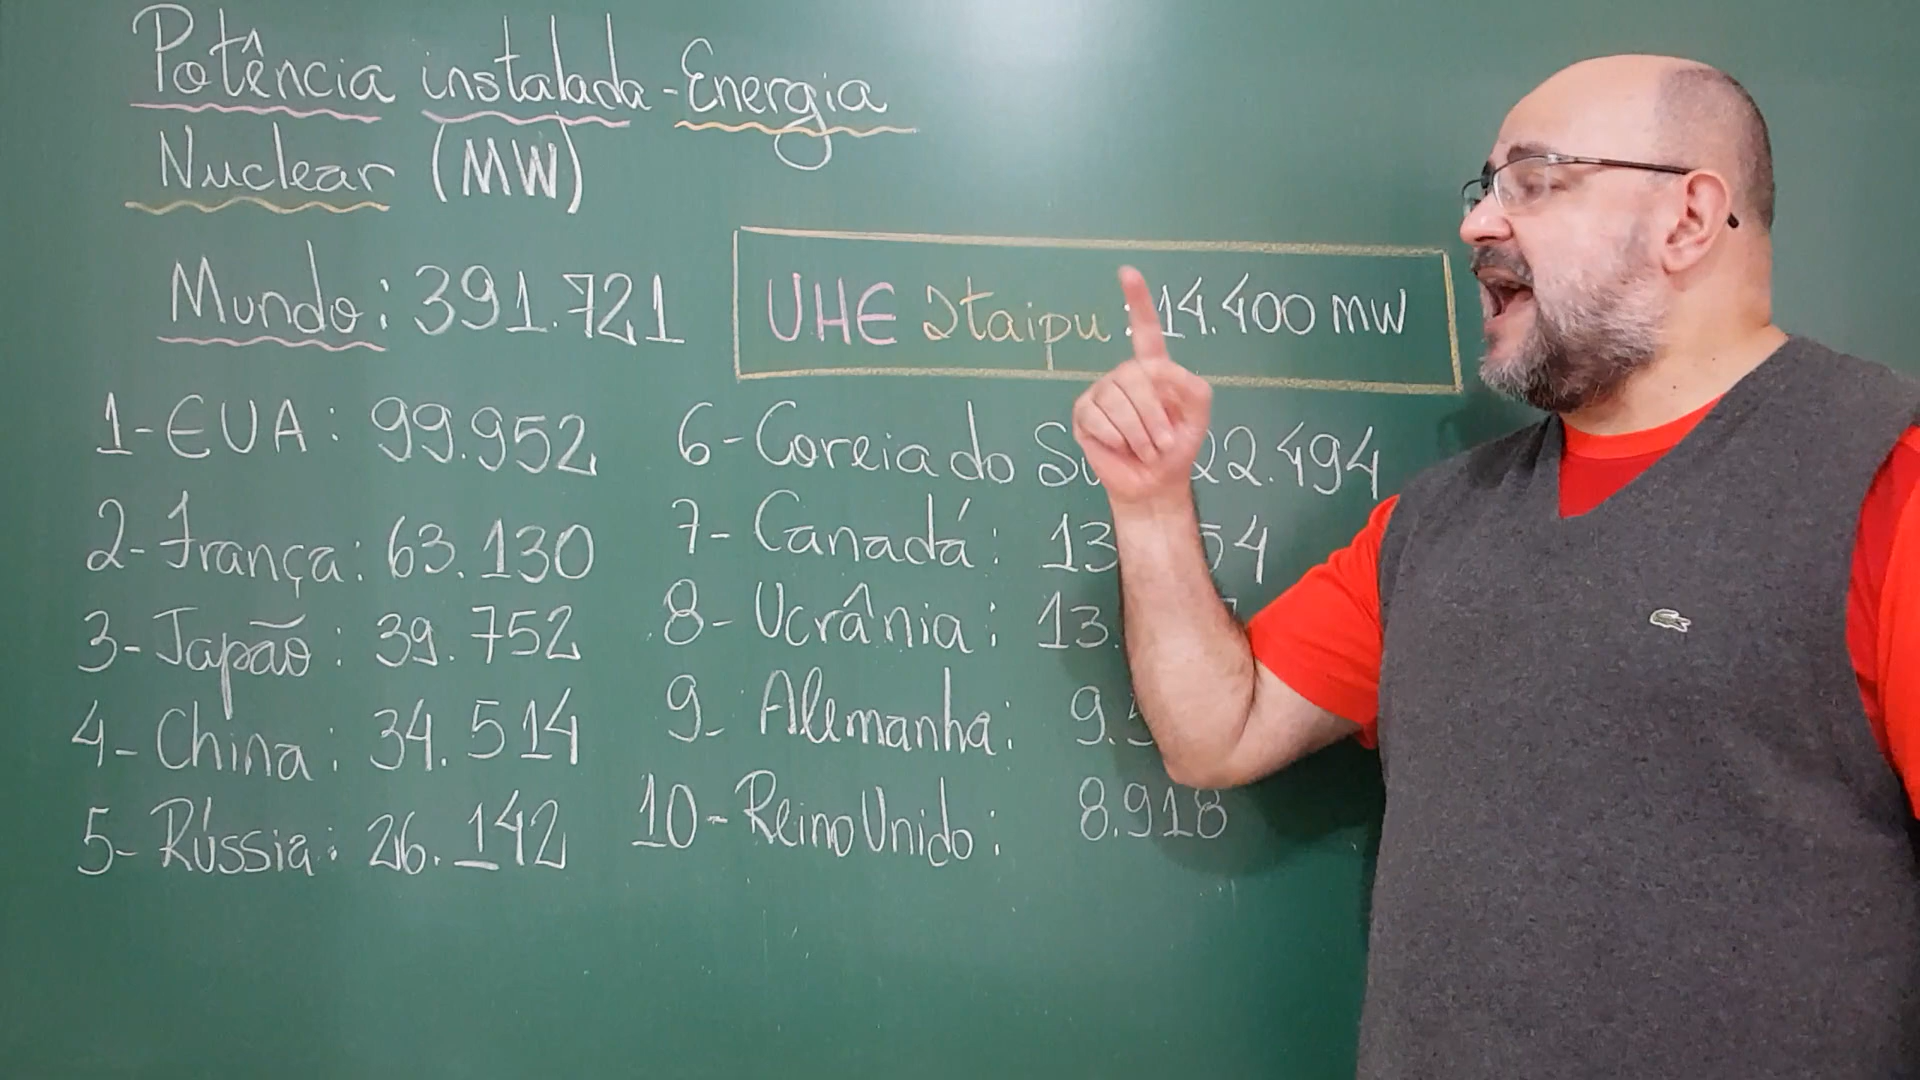 Potência instalada - Energia
Nuclear (MW)
Mundo: 391.721
UHE Itaipu: 14.400 MW
1- EUA: 99.952
2- França: 63.130
3- Japão: 39.752
4- China: 34.514
5- Rússia: 26.142
6- Coreia do 22.494
7- Canadá:
8- Ucrânia:
9- Alemanha:
10- Reino Unido: 8.918